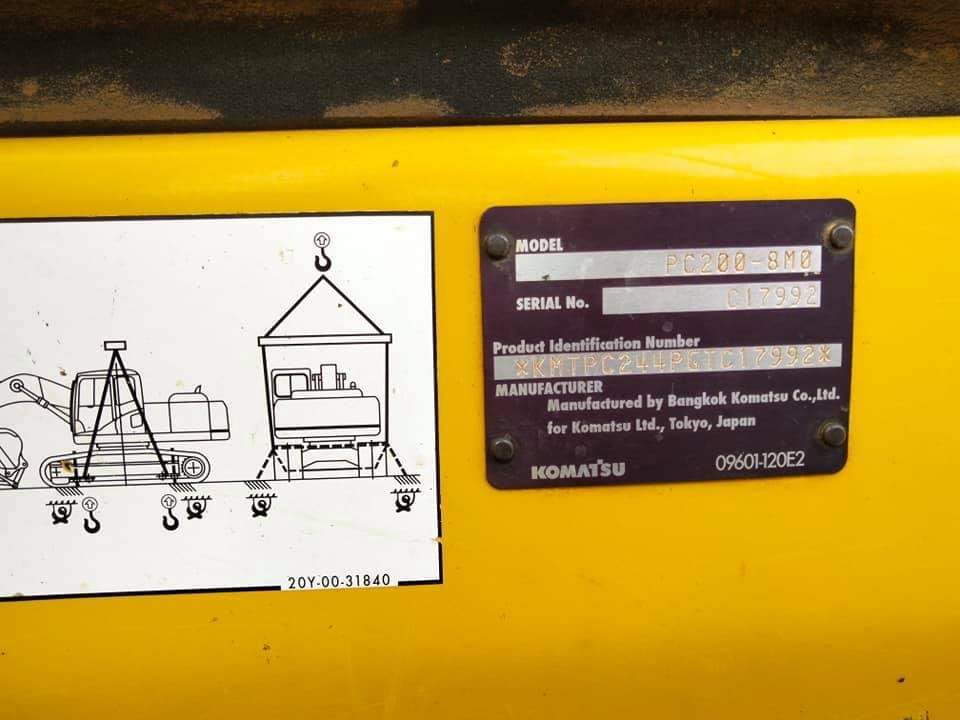 MODEL
PC200-8M0
SERIAL No.
C17992
Product Identification Number
*KMTPC244PGTC17992*
MANUFACTURER
Manufactured by Bangkok Komatsu Co.,Ltd.
for Komatsu Ltd., Tokyo, Japan
KOMATSU
09601-120E2
20Y-00-31840